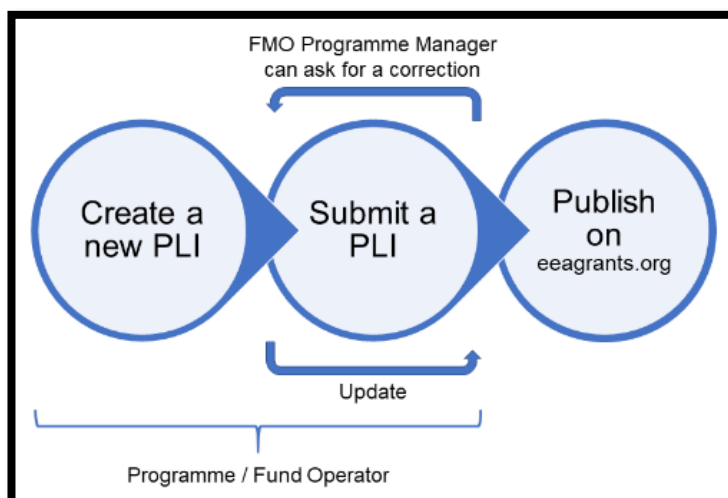 FMO Programme Manager
can ask for a correction
Create a
new PLI
Submit a
PLI
Publish
on
eeagrants.org
Update
Programme / Fund Operator